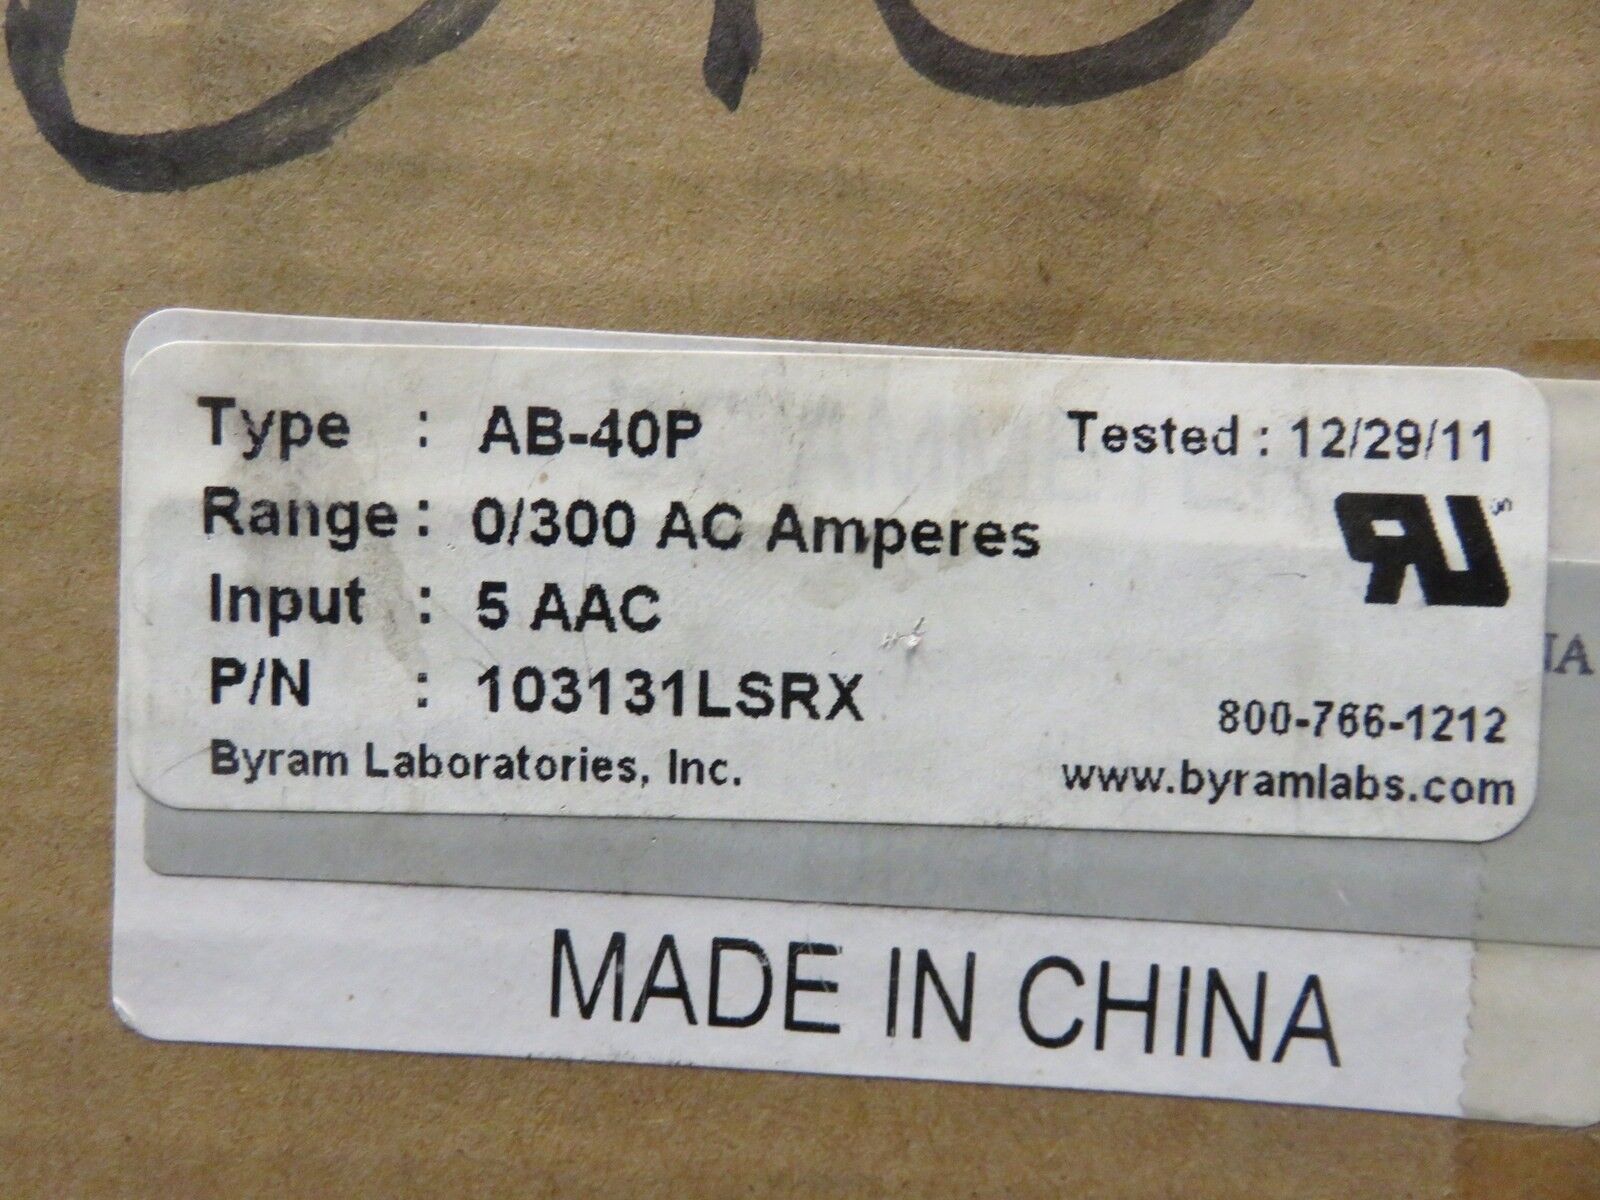 Type : AB-40P
Tested : 12/29/11
Range : 0/300 AC Amperes
Input : 5 AAC
P/N : 103131LSRX
800-766-1212
Byram Laboratories, Inc.
www.byramlabs.com
MADE IN CHINA